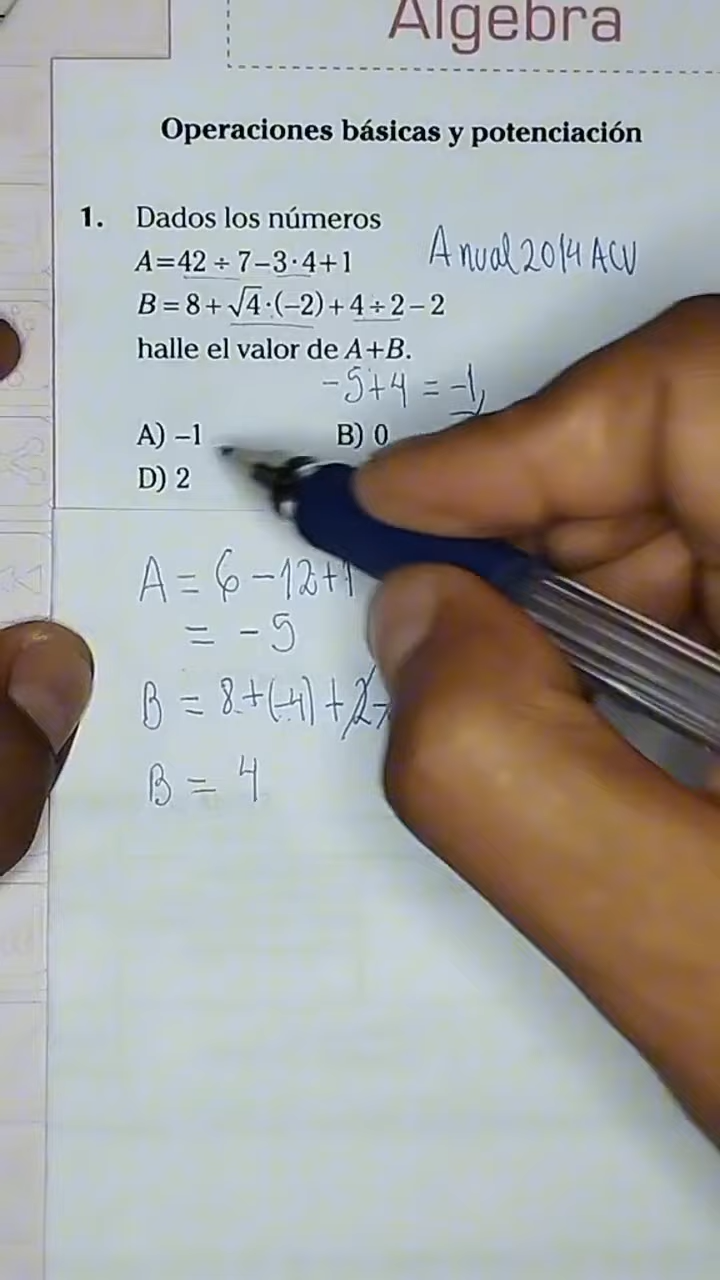 Álgebra
Operaciones básicas y potenciación
1. Dados los números
A=42 ÷ 7–3·4+1
Anual 2014 ACV
B = 8 + √4·(–2) + 4 ÷ 2 – 2
halle el valor de A+B.
-5+4 = -1
A) –1 B) 0
D) 2
A = 6 - 12 + 1
= -5
B = 8 + (-4) + 2 -
B = 4